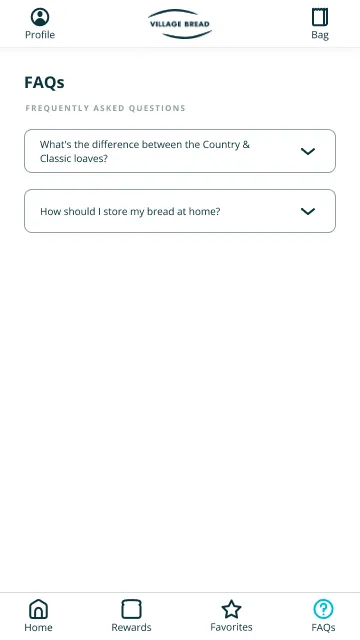 VILLAGE BREAD
Profile
Bag
FAQs
FREQUENTLY ASKED QUESTIONS
What's the difference between the Country &
Classic loaves?
How should I store my bread at home?
Home
Rewards
Favorites
FAQs